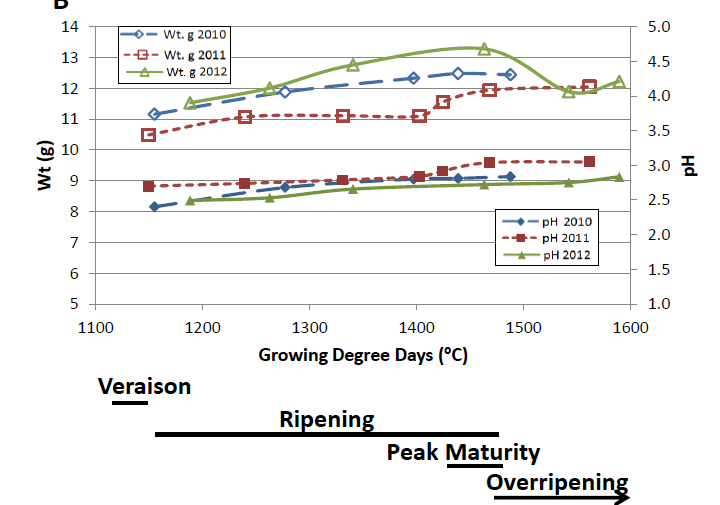 B
14
13
12
11
10
9
8
7
6
5
Wt (g)
Wt. g 2010
Wt. g 2011
Wt. g 2012
5.0
4.5
4.0
3.5
3.0
2.5
2.0
1.5
1.0
pH
pH 2010
pH 2011
pH 2012
1100 1200 1300 1400 1500 1600
Growing Degree Days (⁰C)
Veraison
Ripening
Peak Maturity
Overripening